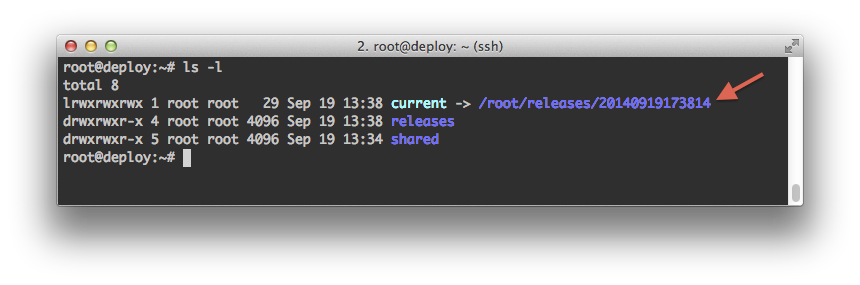 2. root@deploy: ~ (ssh)
root@deploy:~# ls -l
total 8
lrwxrwxrwx 1 root root   29 Sep 19 13:38 current -> /root/releases/20140919173814
drwxrwxr-x 4 root root 4096 Sep 19 13:38 releases
drwxrwxr-x 5 root root 4096 Sep 19 13:34 shared
root@deploy:~#